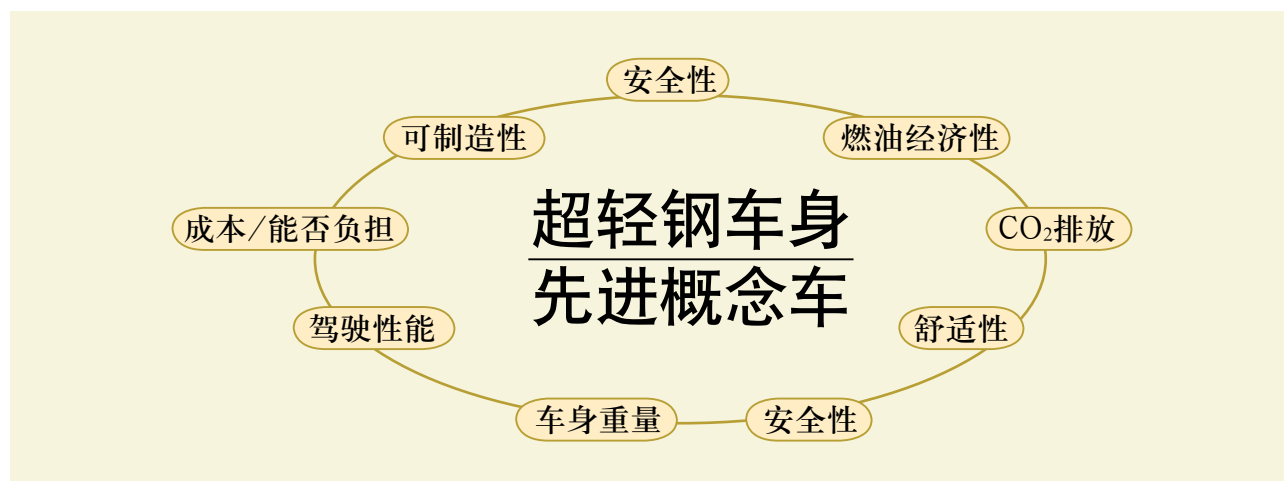 安全性
可制造性
燃油经济性
超轻钢车身
成本/能否负担
CO₂排放
先进概念车
驾驶性能
舒适性
车身重量
安全性